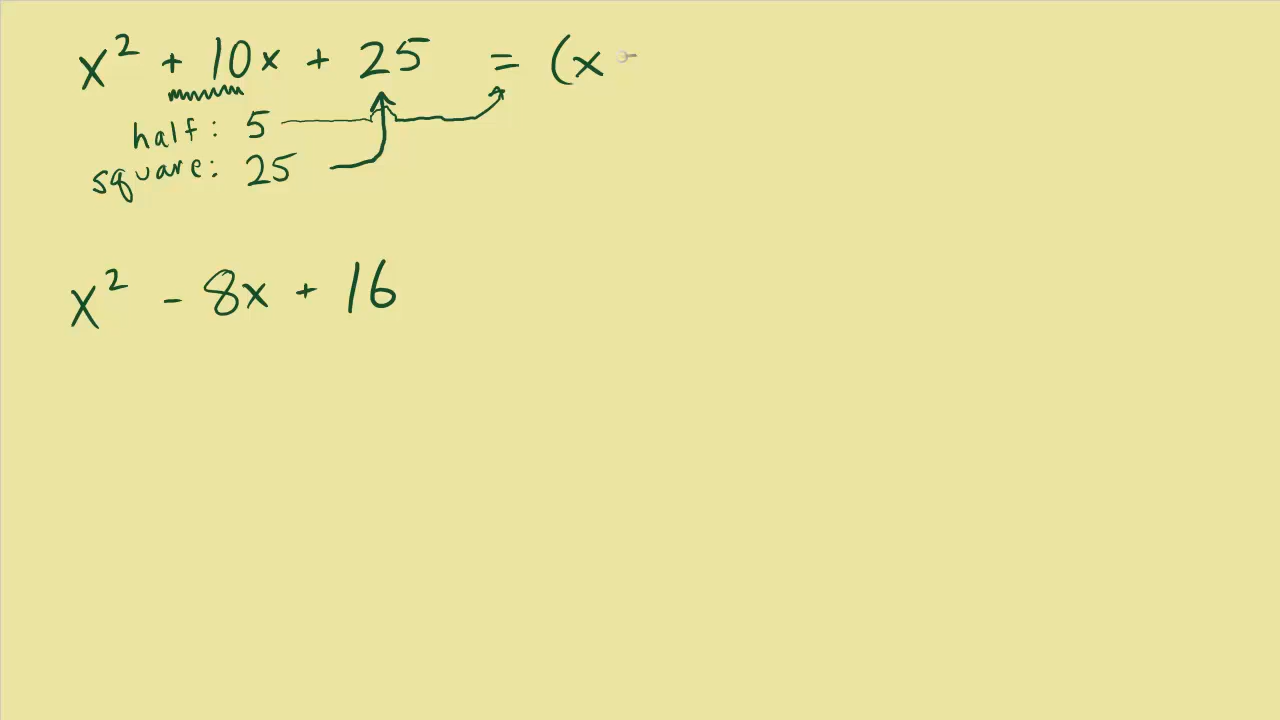 x² + 10x + 25 = (x
half: 5
square: 25
x² - 8x + 16